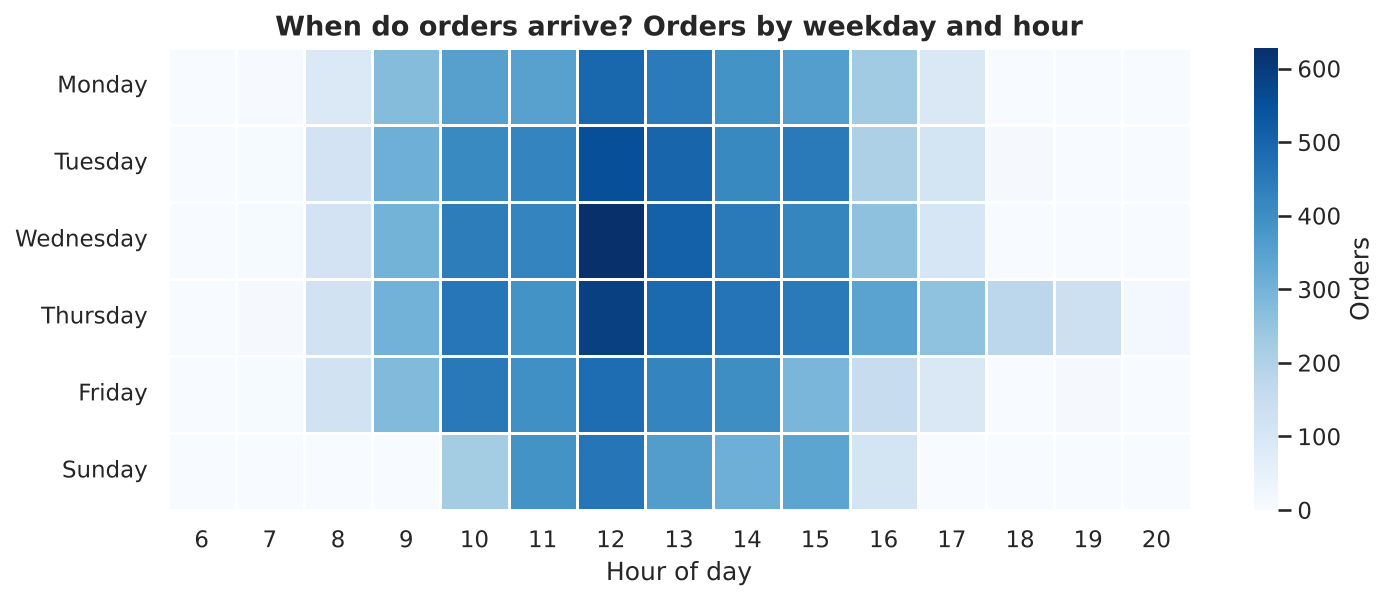 When do orders arrive? Orders by weekday and hour
Monday
Tuesday
Wednesday
Thursday
Friday
Sunday
6 7 8 9 10 11 12 13 14 15 16 17 18 19 20
Hour of day
600
500
400
300
200
100
0
Orders